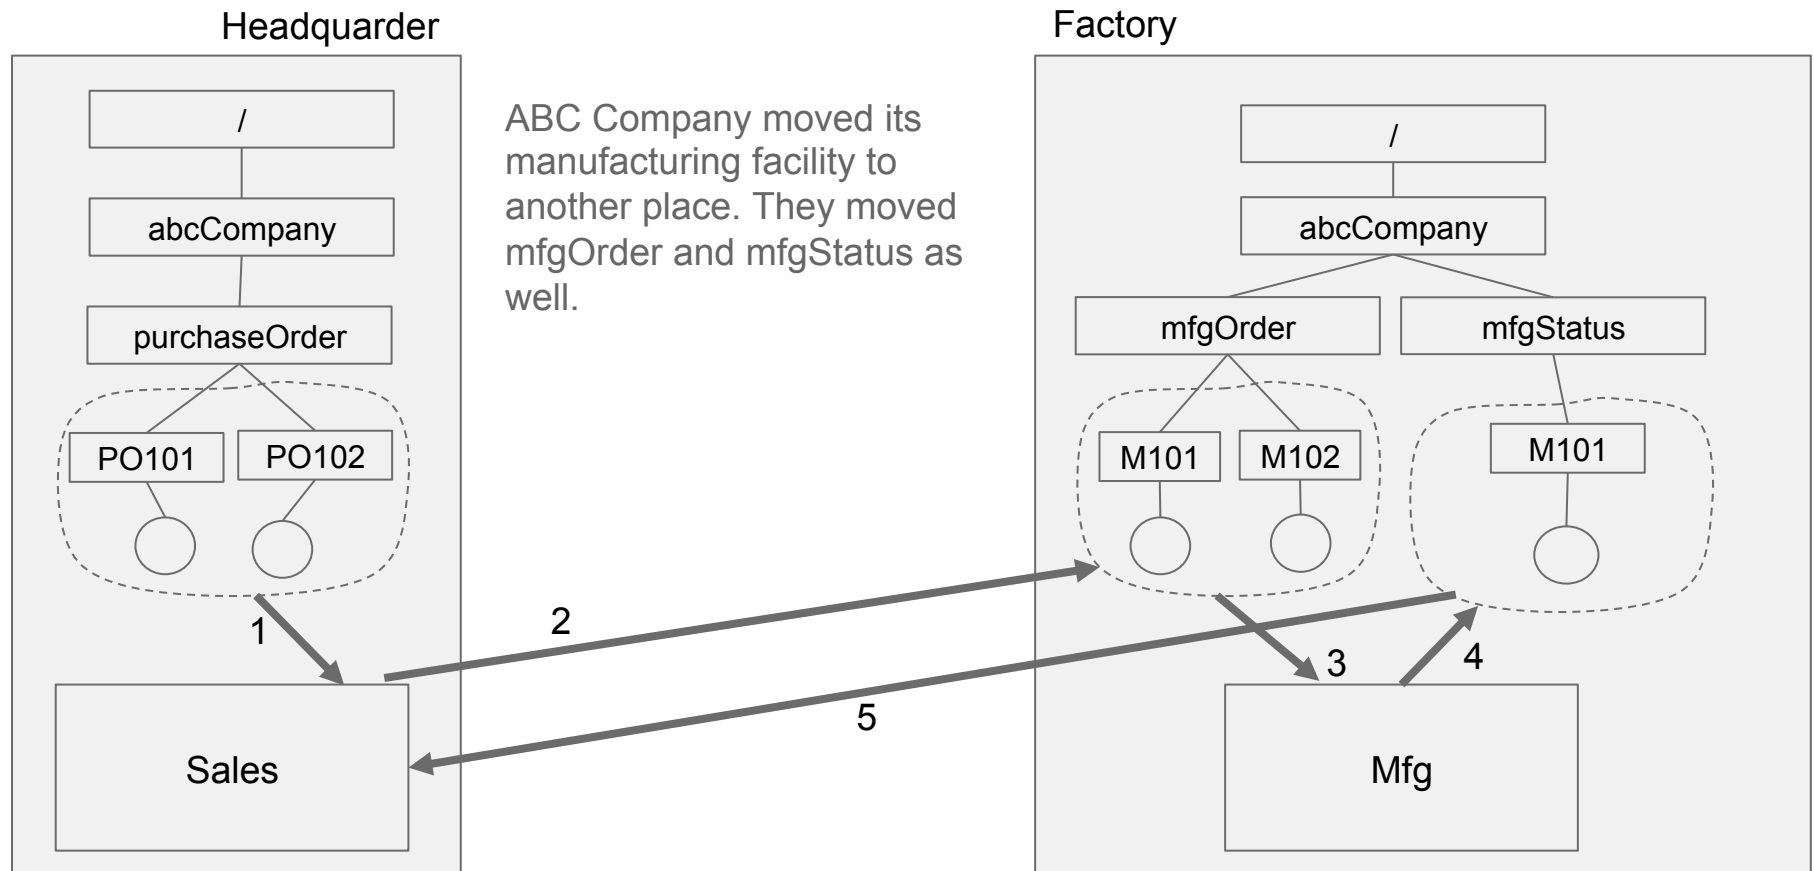 Headquarder
/
abcCompany
purchaseOrder
PO101
PO102
1
Sales
ABC Company moved its
manufacturing facility to
another place. They moved
mfgOrder and mfgStatus as
well.
2
5
Factory
/
abcCompany
mfgOrder
mfgStatus
M101
M102
M101
3
4
Mfg